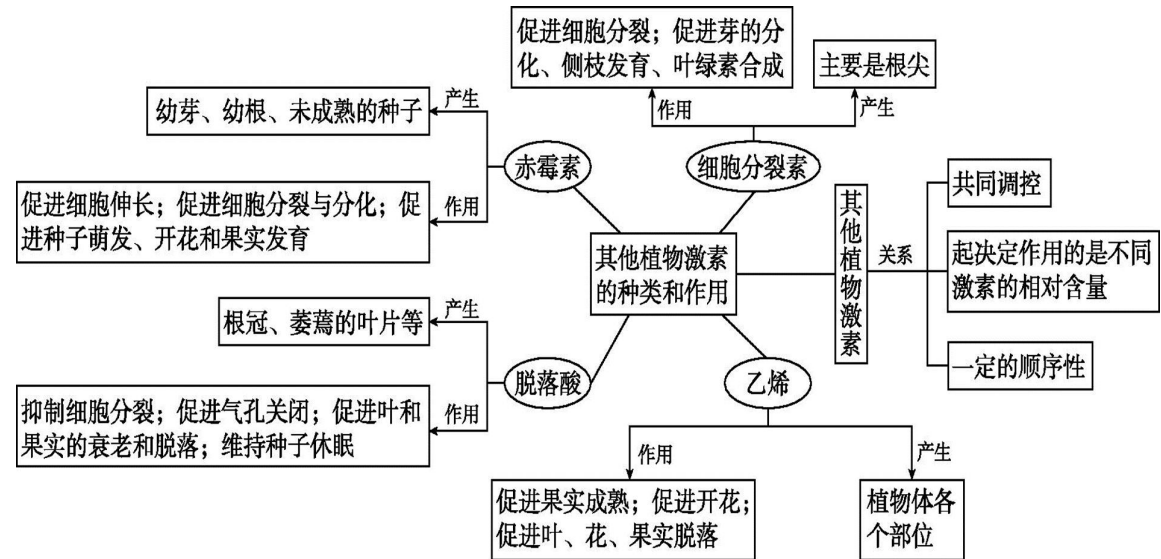 促进细胞分裂；促进芽的分
化、侧枝发育、叶绿素合成
主要是根尖
作用
产生
细胞分裂素
幼芽、幼根、未成熟的种子
产生
赤霉素
促进细胞伸长；促进细胞分裂与分化；促
进种子萌发、开花和果实发育
作用
其他植物激素
的种类和作用
其他植物激素
关系
共同调控
起决定作用的是不同
激素的相对含量
一定的顺序性
根冠、萎蔫的叶片等
产生
脱落酸
抑制细胞分裂；促进气孔关闭；促进叶和
果实的衰老和脱落；维持种子休眠
作用
乙烯
作用
产生
促进果实成熟；促进开花；
促进叶、花、果实脱落
植物体各
个部位